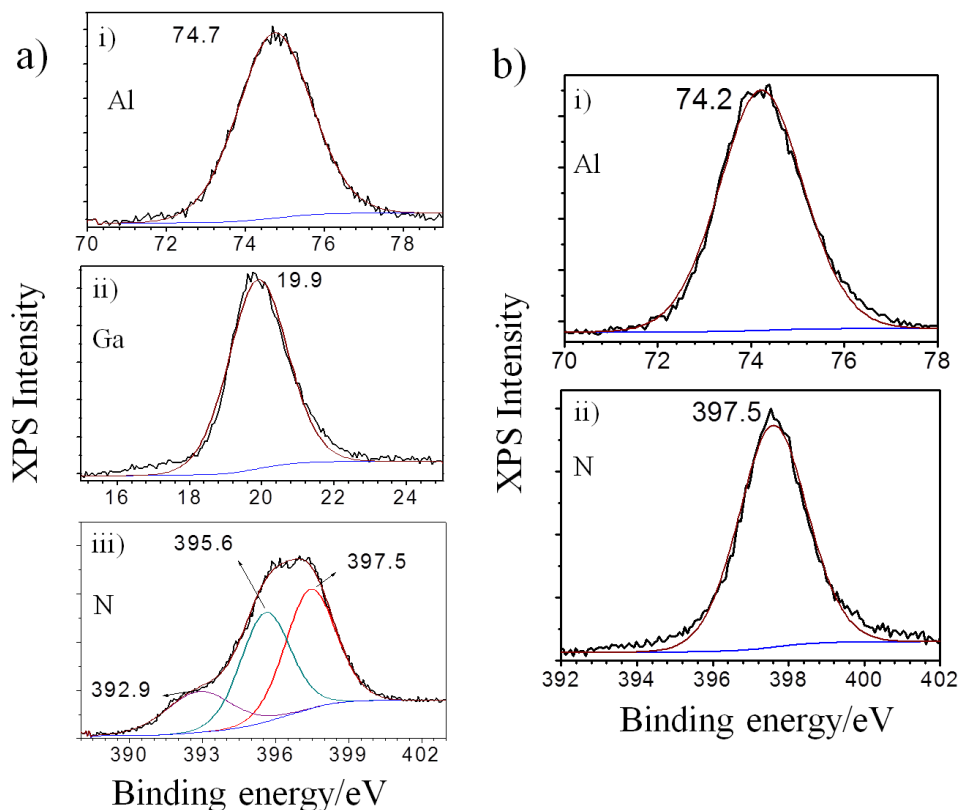 a)
i)
74.7
Al
70 72 74 76 78
ii)
19.9
Ga
16 18 20 22 24
iii)
395.6
397.5
N
392.9
390 393 396 399 402
XPS Intensity
Binding energy/eV
b)
i)
74.2
Al
70 72 74 76 78
ii)
397.5
N
392 394 396 398 400 402
XPS Intensity
Binding energy/eV